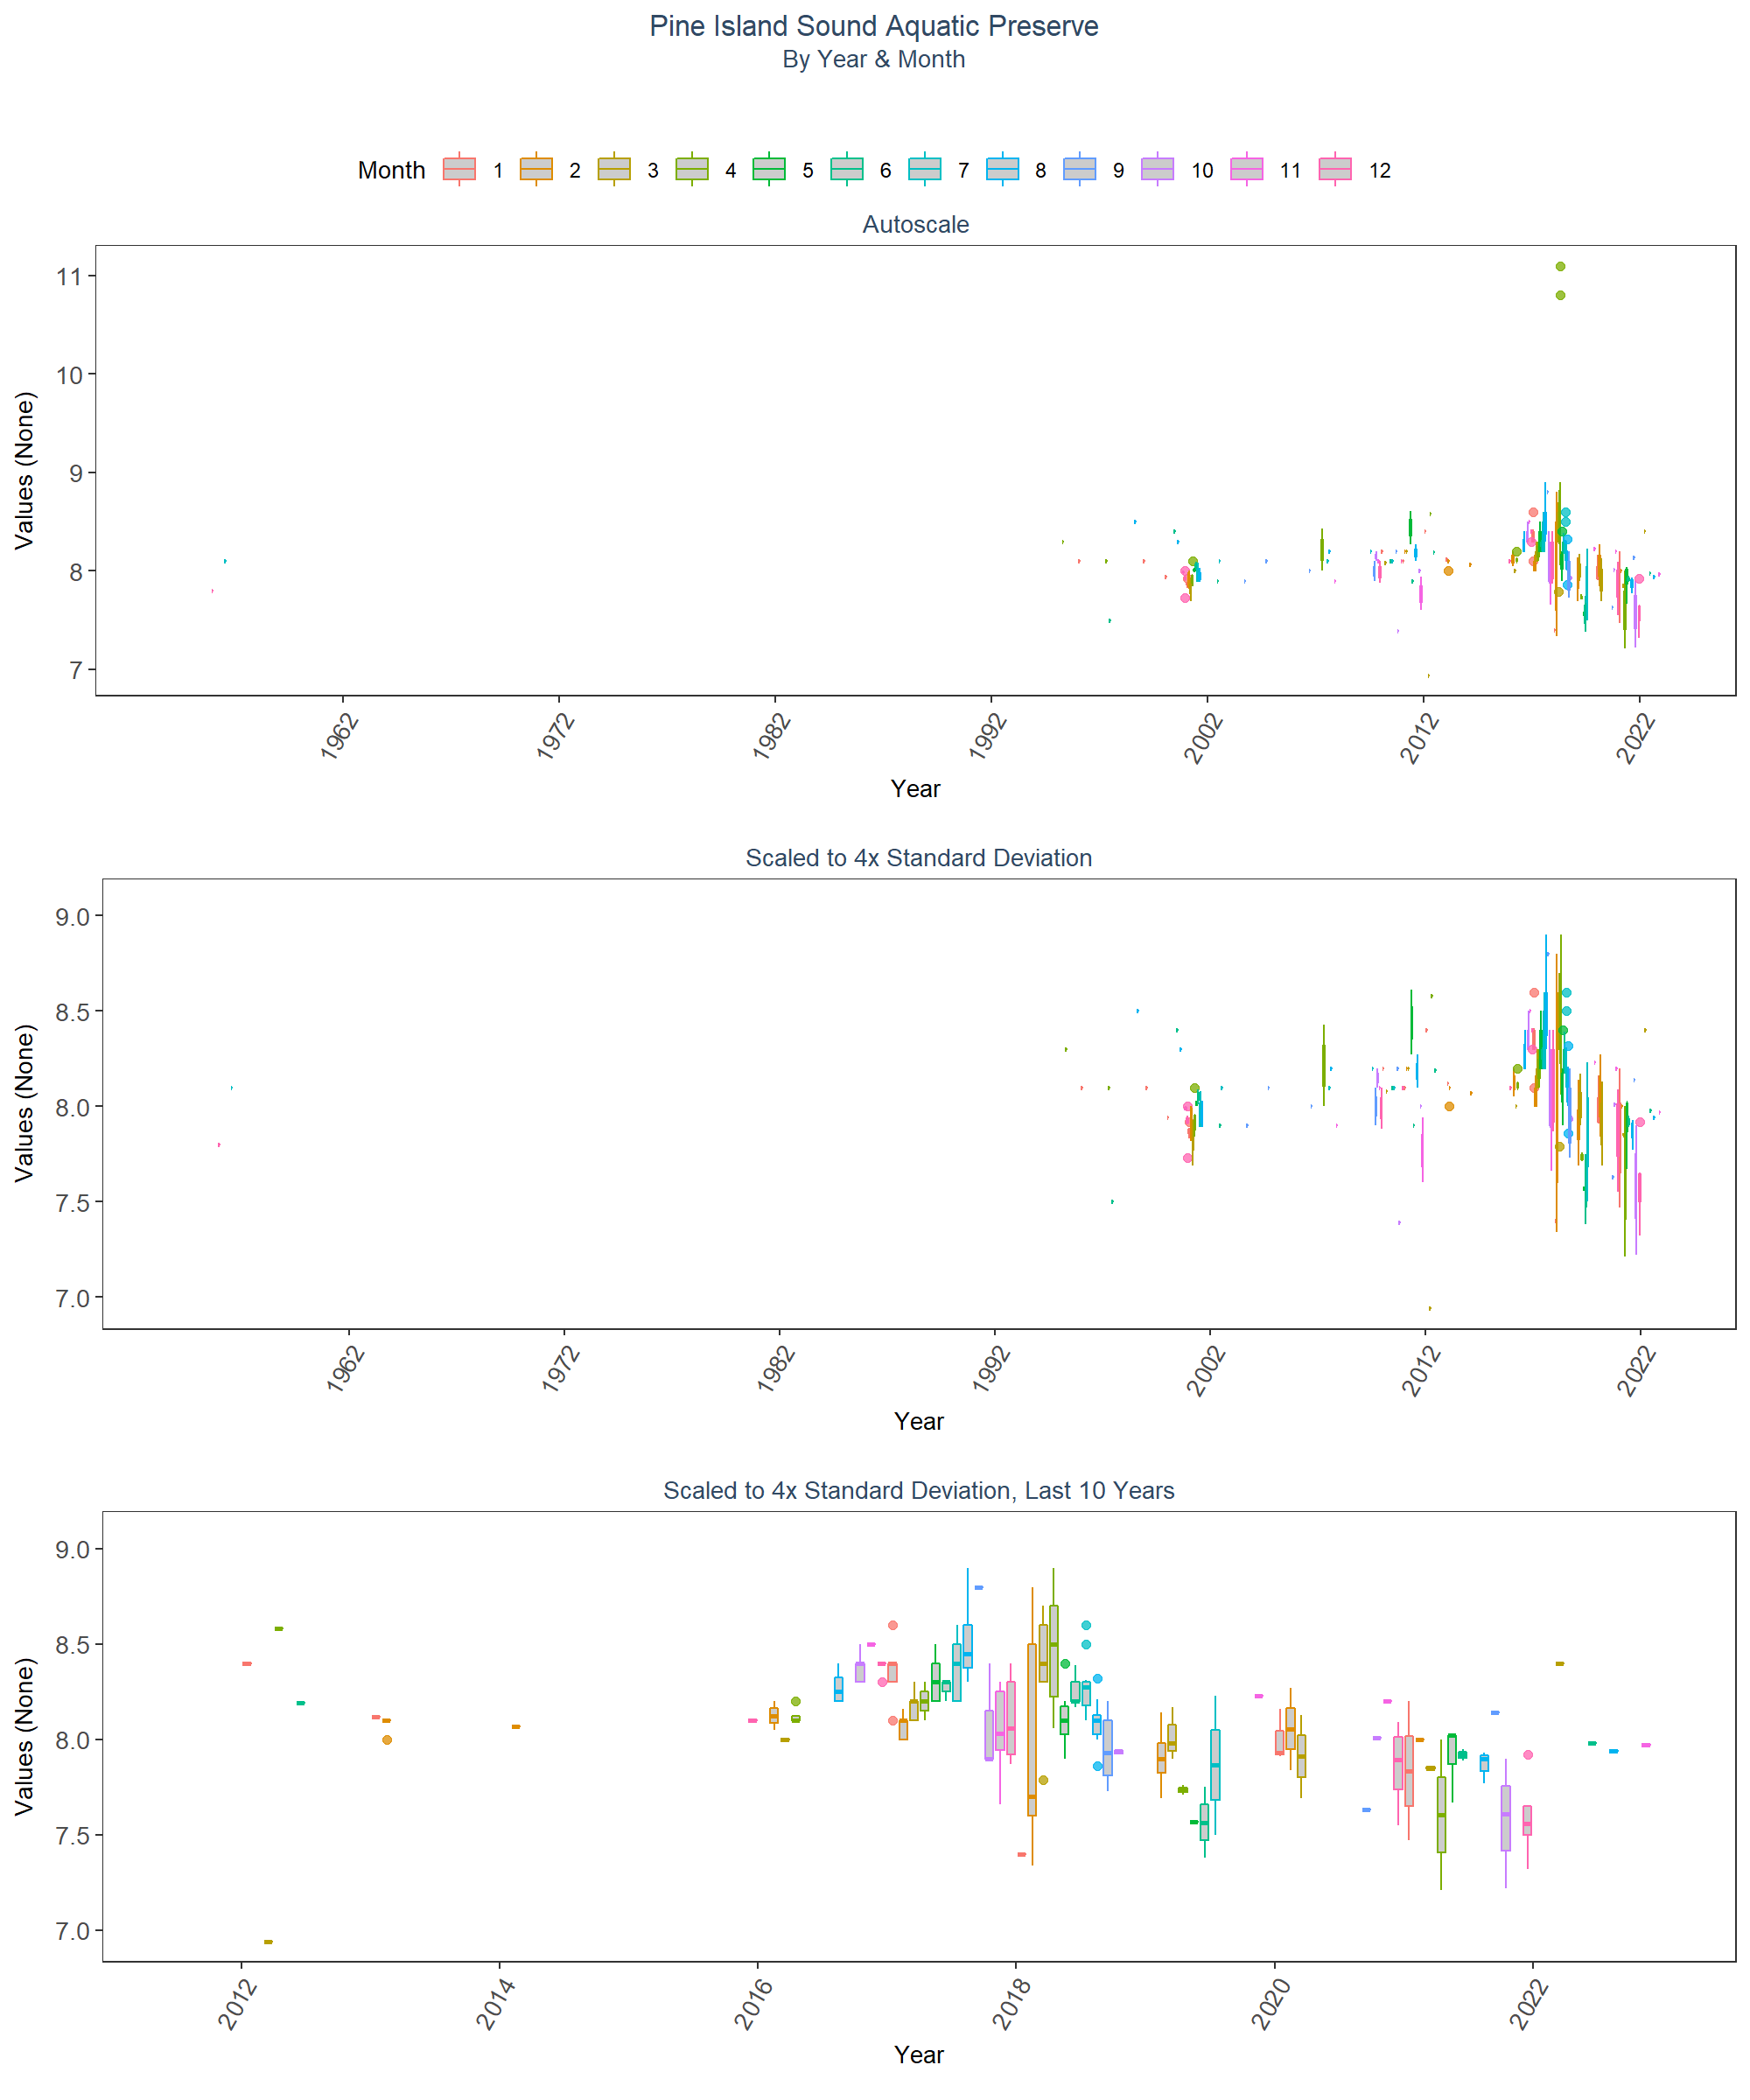 Pine Island Sound Aquatic Preserve
By Year & Month
Month 1 2 3 4 5 6 7 8 9 10 11 12
Autoscale
11
10
9
8
7
Values (None)
1962 1972 1982 1992 2002 2012 2022
Year
Scaled to 4x Standard Deviation
9.0
8.5
8.0
7.5
7.0
Values (None)
1962 1972 1982 1992 2002 2012 2022
Year
Scaled to 4x Standard Deviation, Last 10 Years
9.0
8.5
8.0
7.5
7.0
Values (None)
2012 2014 2016 2018 2020 2022
Year